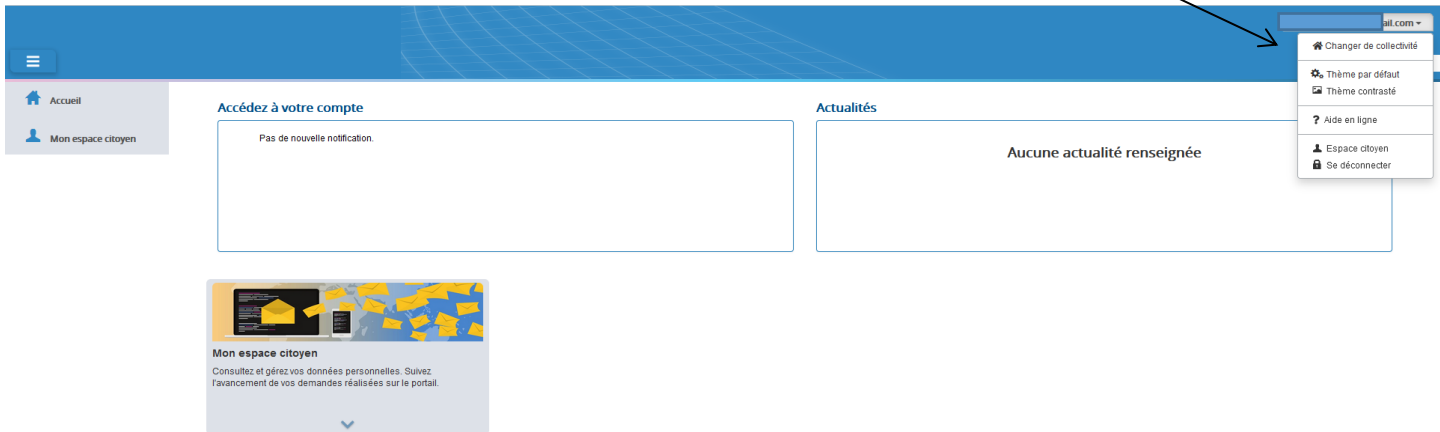 ail.com
Changer de collectivité
Thème par défaut
Thème contrasté
? Aide en ligne
Espace citoyen
Se déconnecter
Accueil
Mon espace citoyen
Accédez à votre compte
Pas de nouvelle notification.
Actualités
Aucune actualité renseignée
Mon espace citoyen
Consultez et gérez vos données personnelles. Suivez
l'avancement de vos demandes réalisées sur le portail.